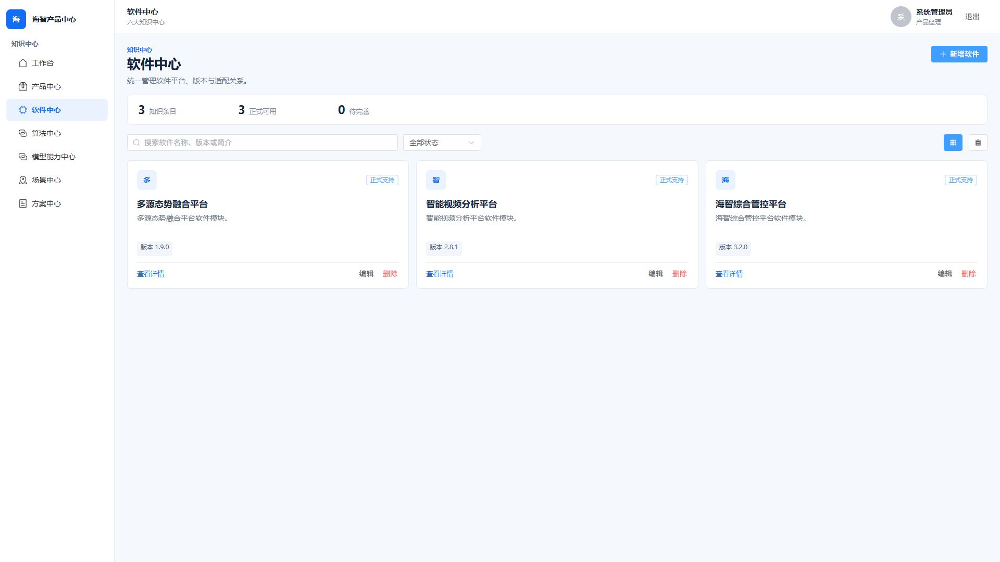 海 海智产品中心
知识中心
工作台
产品中心
软件中心
算法中心
模型能力中心
场景中心
方案中心
软件中心
六大知识中心
系 系统管理员
产品经理
退出
知识中心
软件中心
统一管理软件平台、版本与适配关系。
新增软件
3 知识条目 3 正式可用 0 待完善
搜索软件名称、版本或简介 全部状态
多 正式支持
多源态势融合平台
多源态势融合平台软件模块。
版本 1.9.0
查看详情 编辑 删除
智 正式支持
智能视频分析平台
智能视频分析平台软件模块。
版本 2.8.1
查看详情 编辑 删除
海 正式支持
海智综合管控平台
海智综合管控平台软件模块。
版本 3.2.0
查看详情 编辑 删除